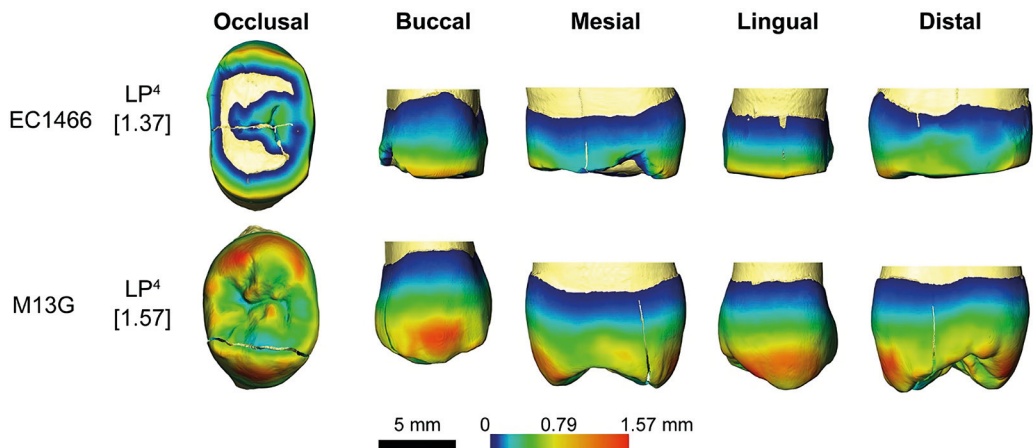 Occlusal Buccal Mesial Lingual Distal
EC1466
LP⁴
[1.37]
M13G
LP⁴
[1.57]
5 mm
0 0.79 1.57 mm